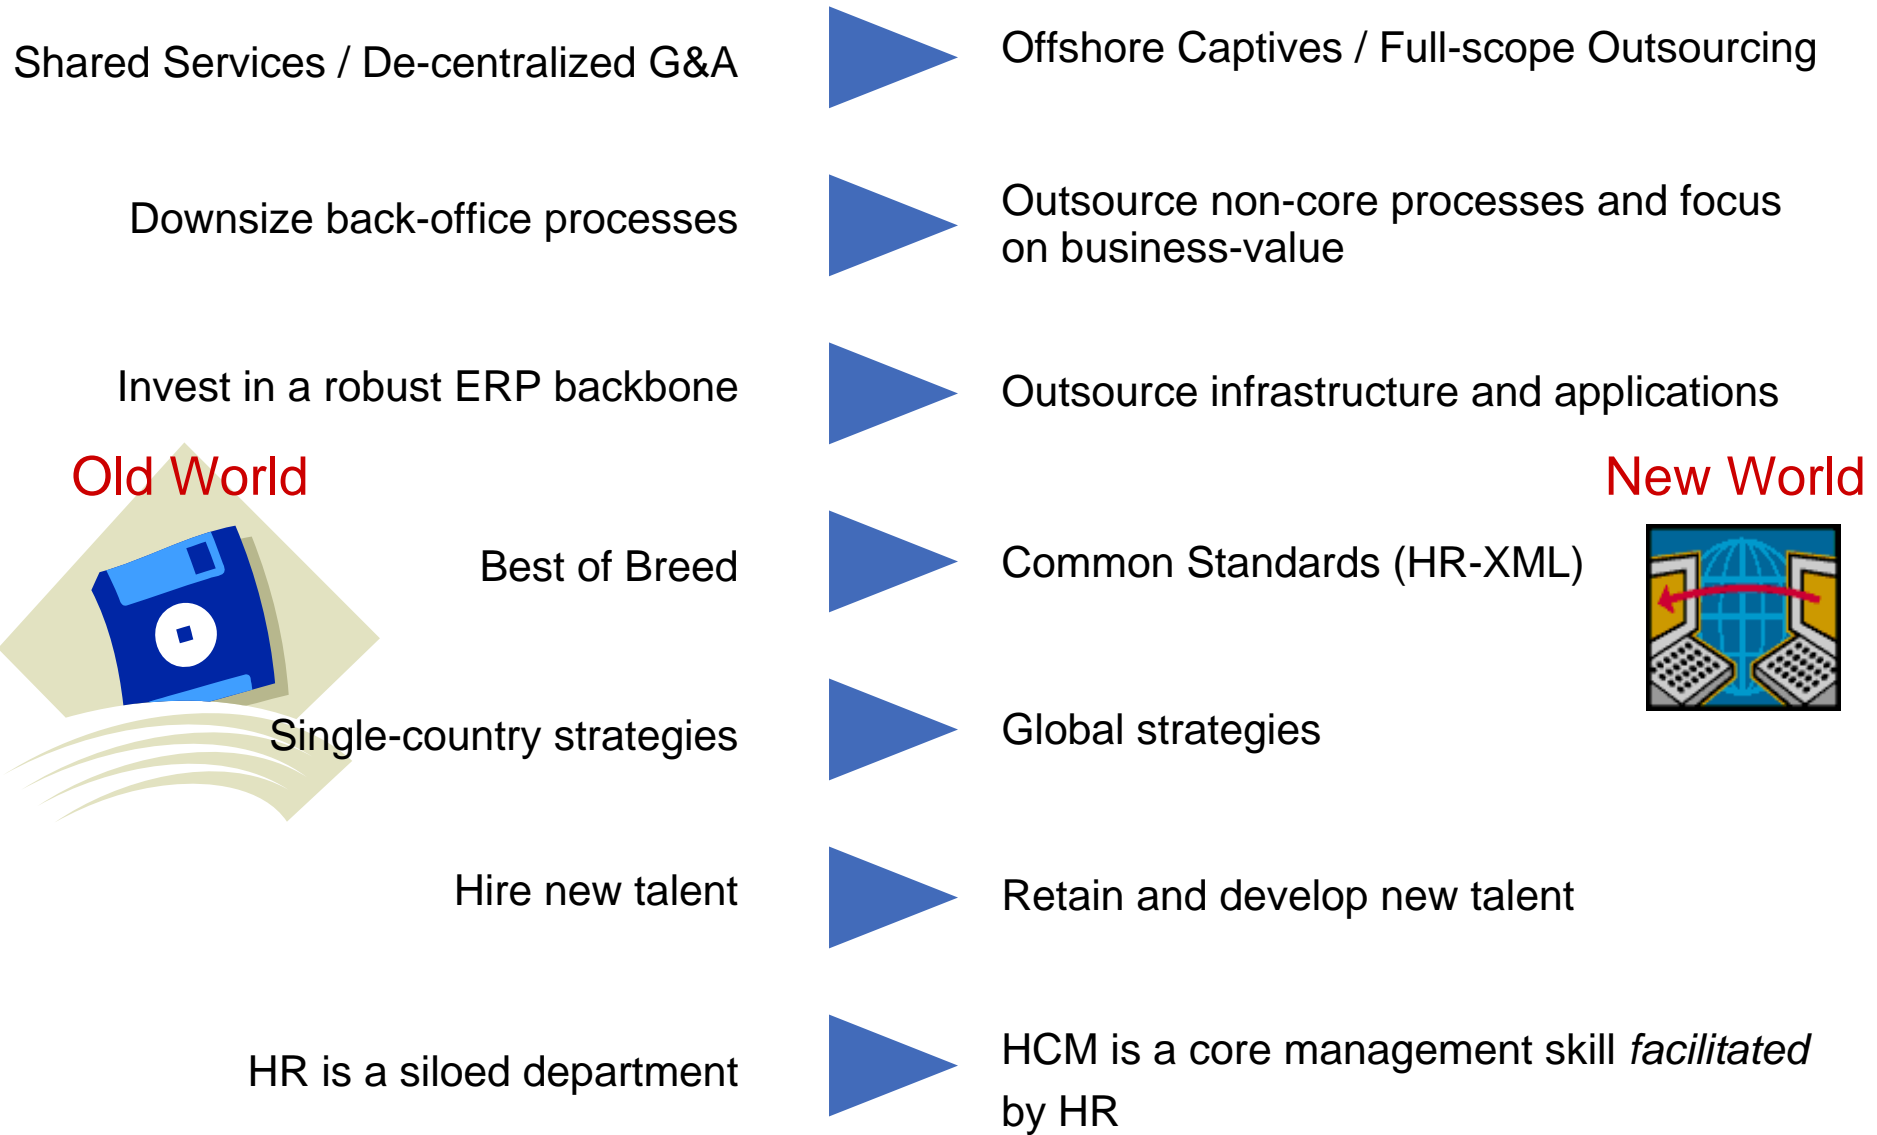 Shared Services / De-centralized G&A
Offshore Captives / Full-scope Outsourcing
Downsize back-office processes
Outsource non-core processes and focus
on business-value
Invest in a robust ERP backbone
Outsource infrastructure and applications
Old World
New World
Best of Breed
Common Standards (HR-XML)
Single-country strategies
Global strategies
Hire new talent
Retain and develop new talent
HR is a siloed department
HCM is a core management skill facilitated
by HR